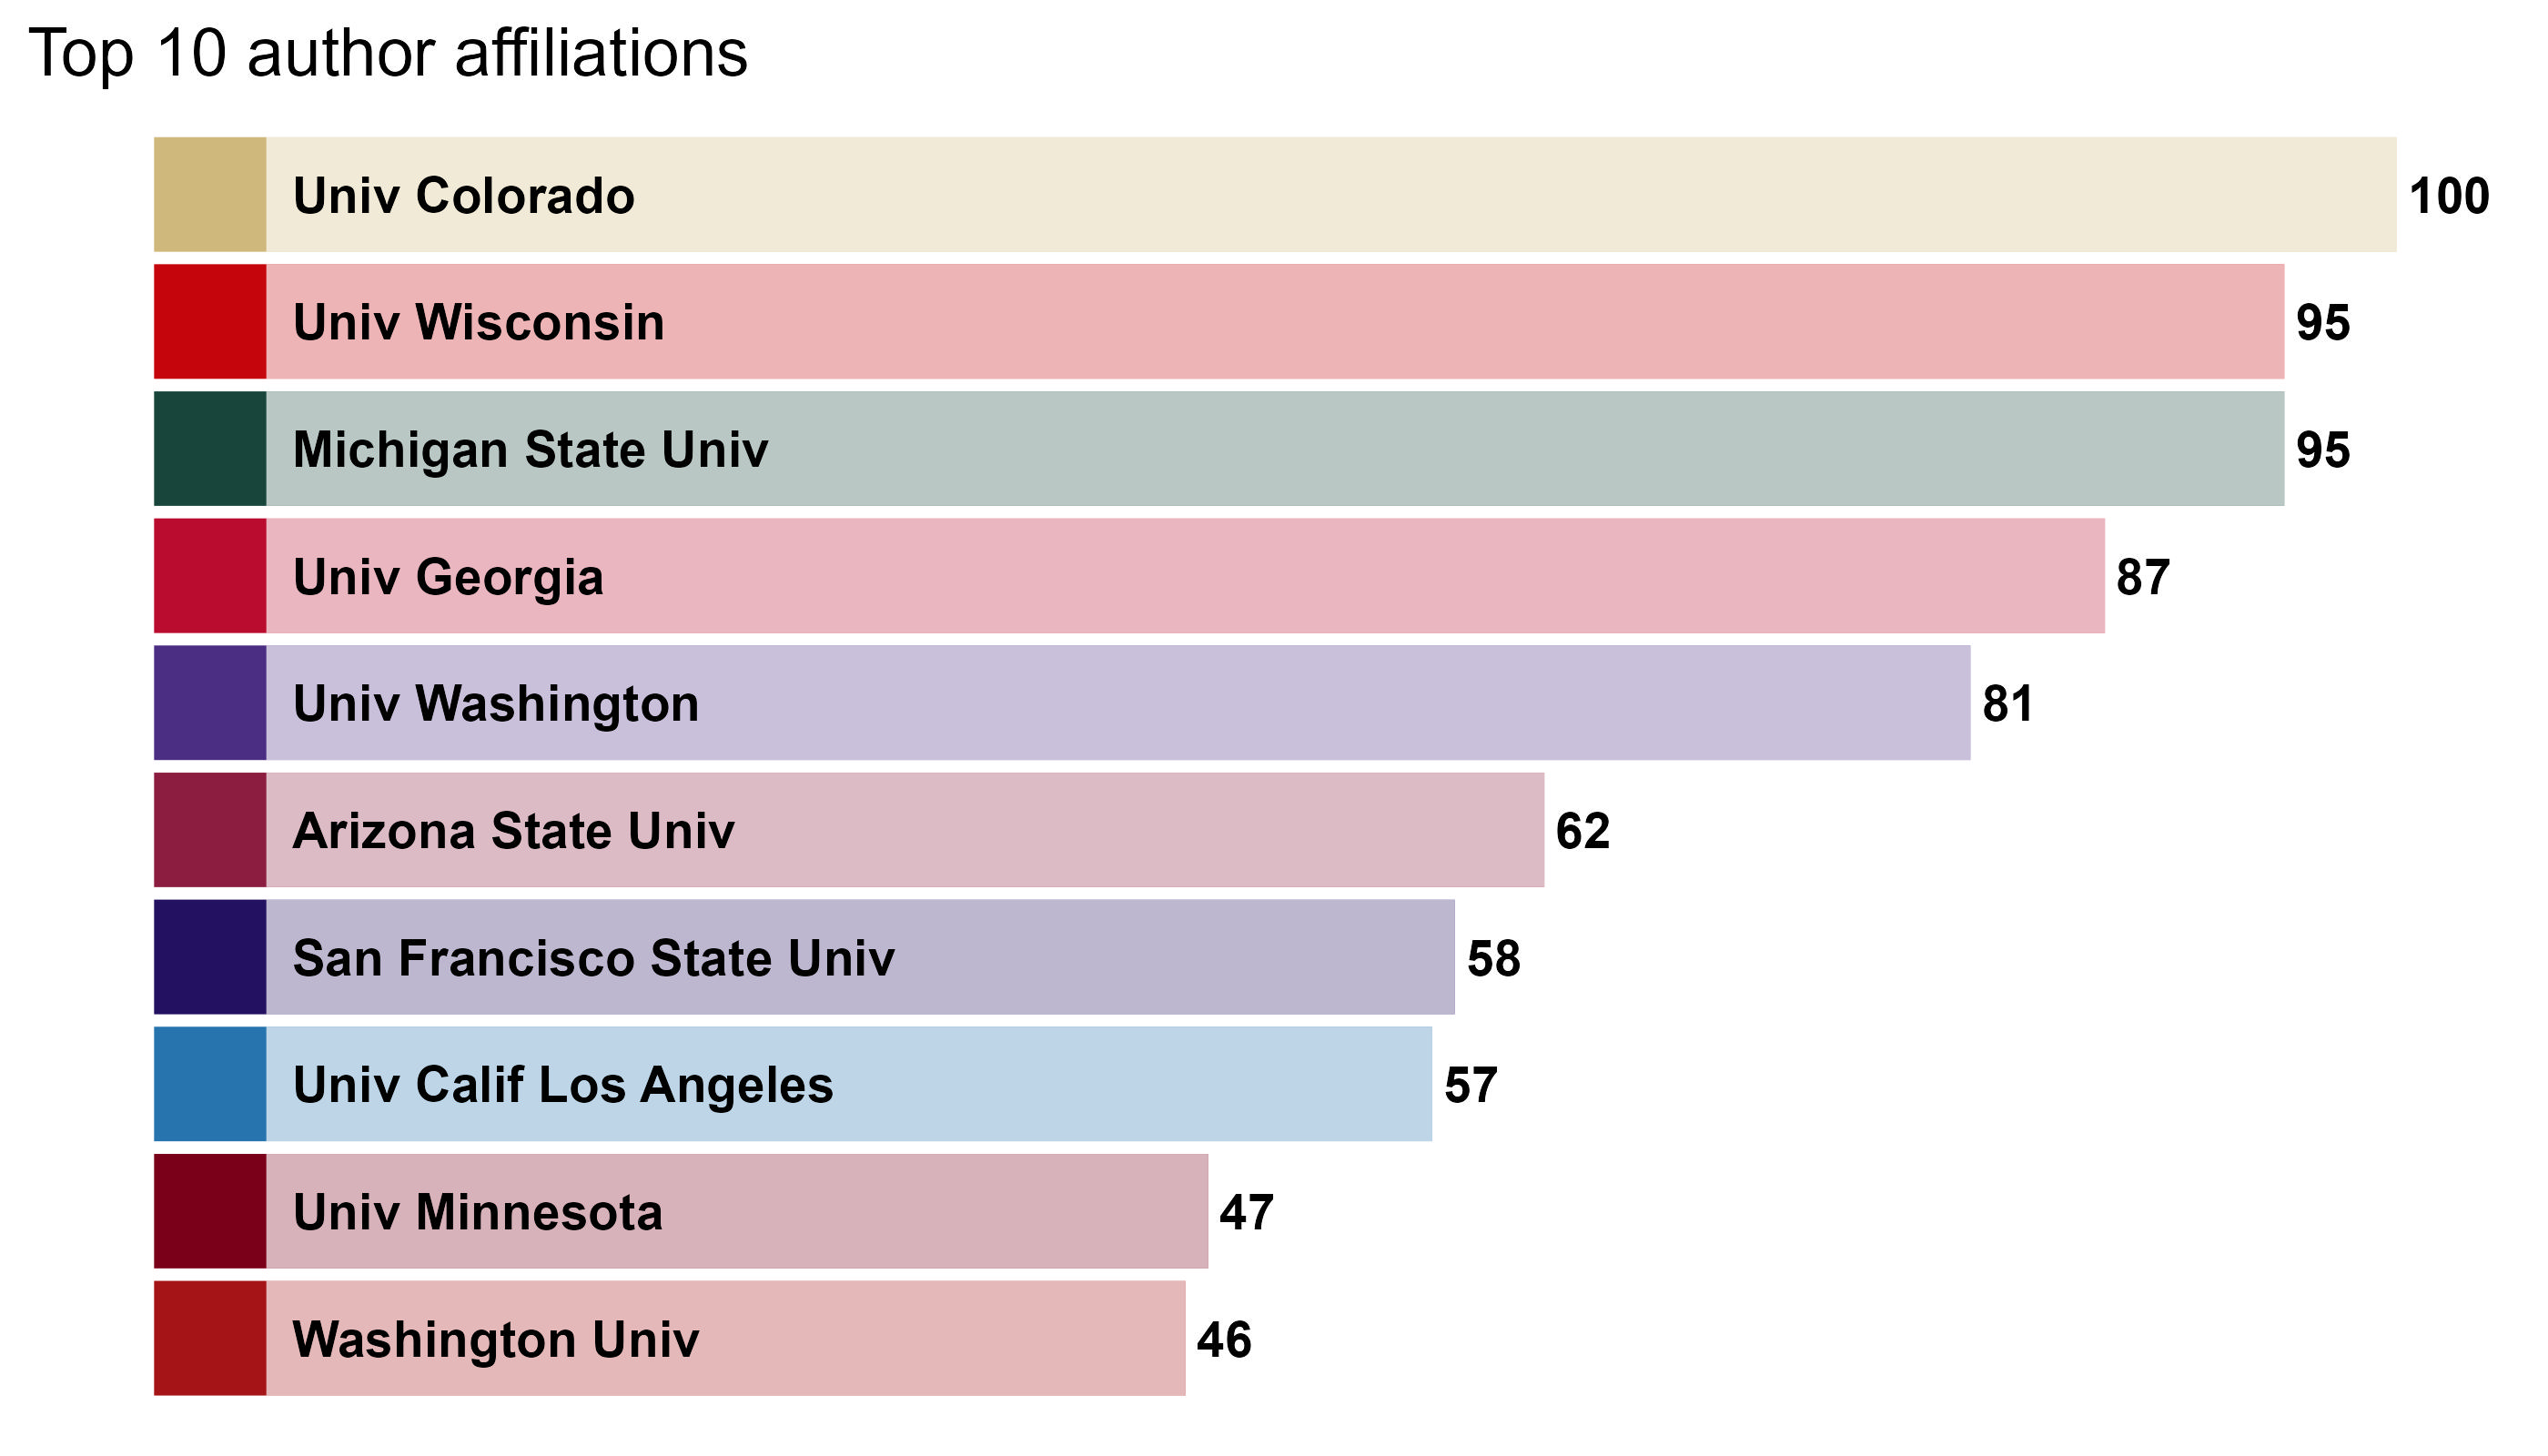 Top 10 author affiliations
Univ Colorado 100
Univ Wisconsin 95
Michigan State Univ 95
Univ Georgia 87
Univ Washington 81
Arizona State Univ 62
San Francisco State Univ 58
Univ Calif Los Angeles 57
Univ Minnesota 47
Washington Univ 46